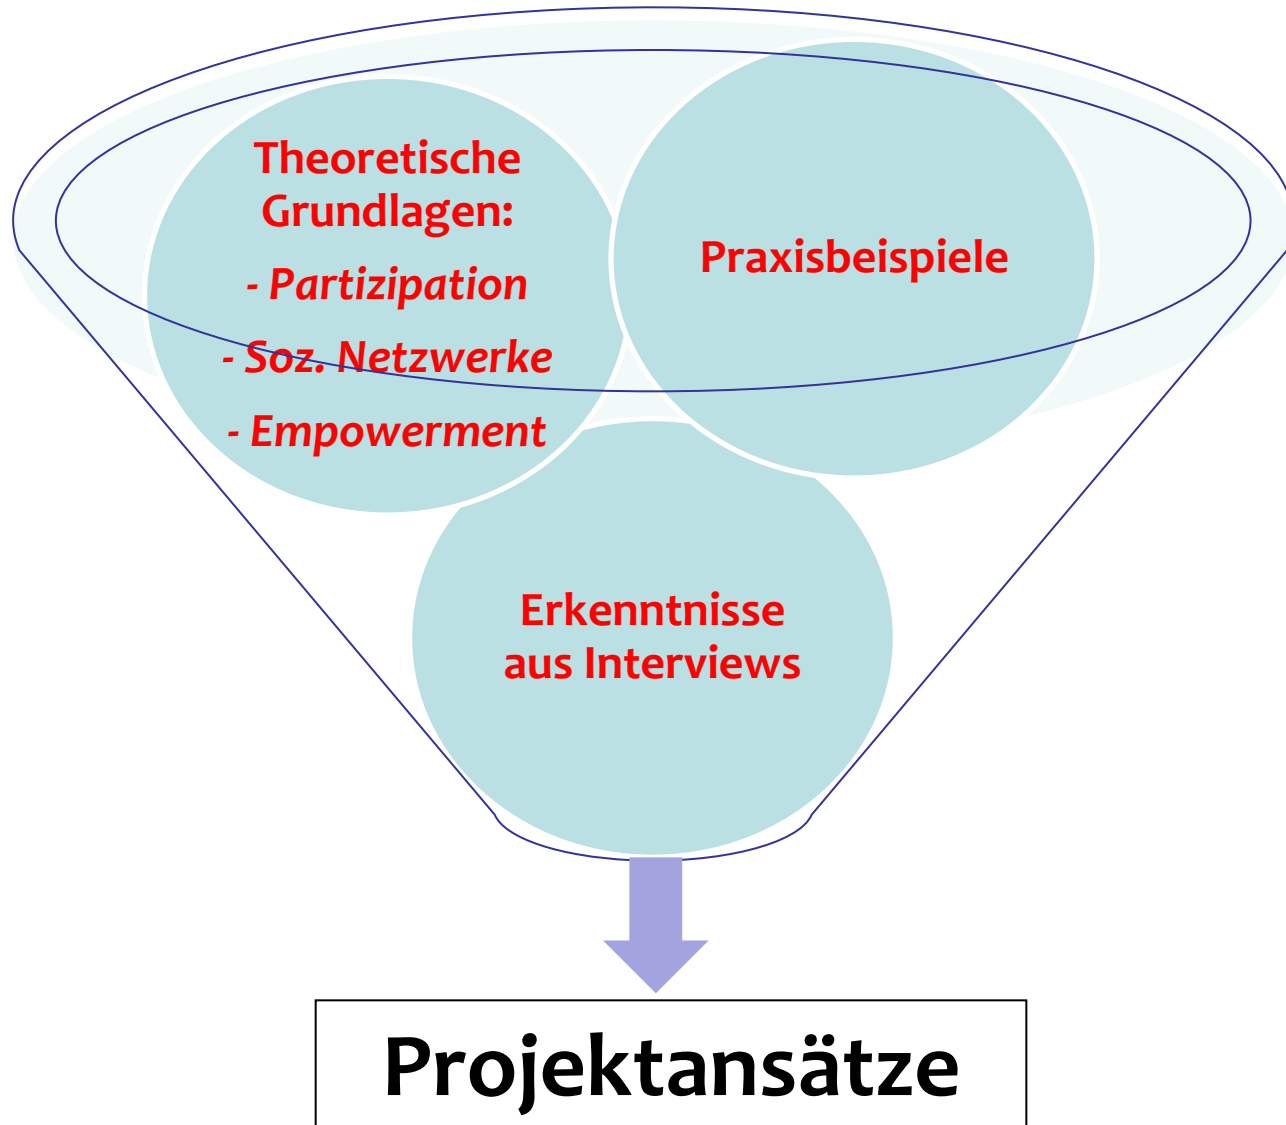 Theoretische
Grundlagen:
- Partizipation
- Soz. Netzwerke
- Empowerment
Praxisbeispiele
Erkenntnisse
aus Interviews
Projektansätze